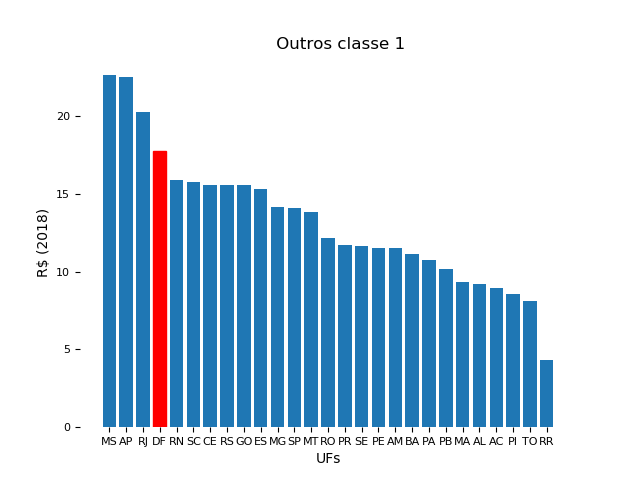 Outros classe 1
R$ (2018)
20
15
10
5
0
MS AP RJ DF RN SC CE RS GO ES MG SP MT RO PR SE PE AM BA PA PB MA AL AC PI TO RR
UFs